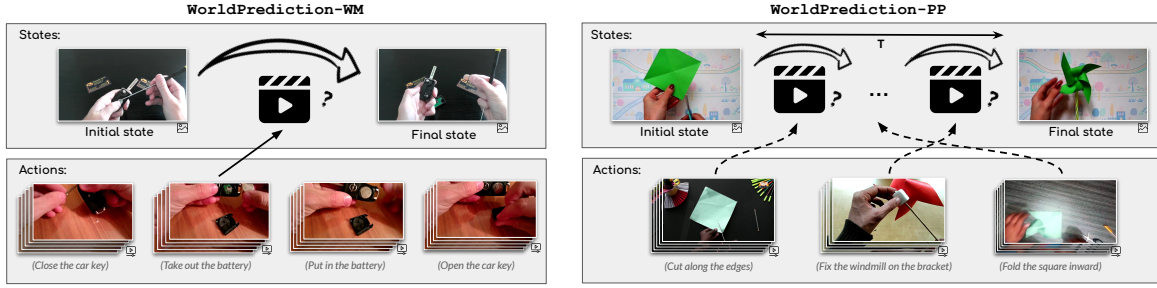 WorldPrediction-WM
States:
?
Initial state
Final state
Actions:
(Close the car key)
(Take out the battery)
(Put in the battery)
(Open the car key)
WorldPrediction-PP
States:
T
?
...
?
Initial state
Final state
Actions:
(Cut along the edges)
(Fix the windmill on the bracket)
(Fold the square inward)